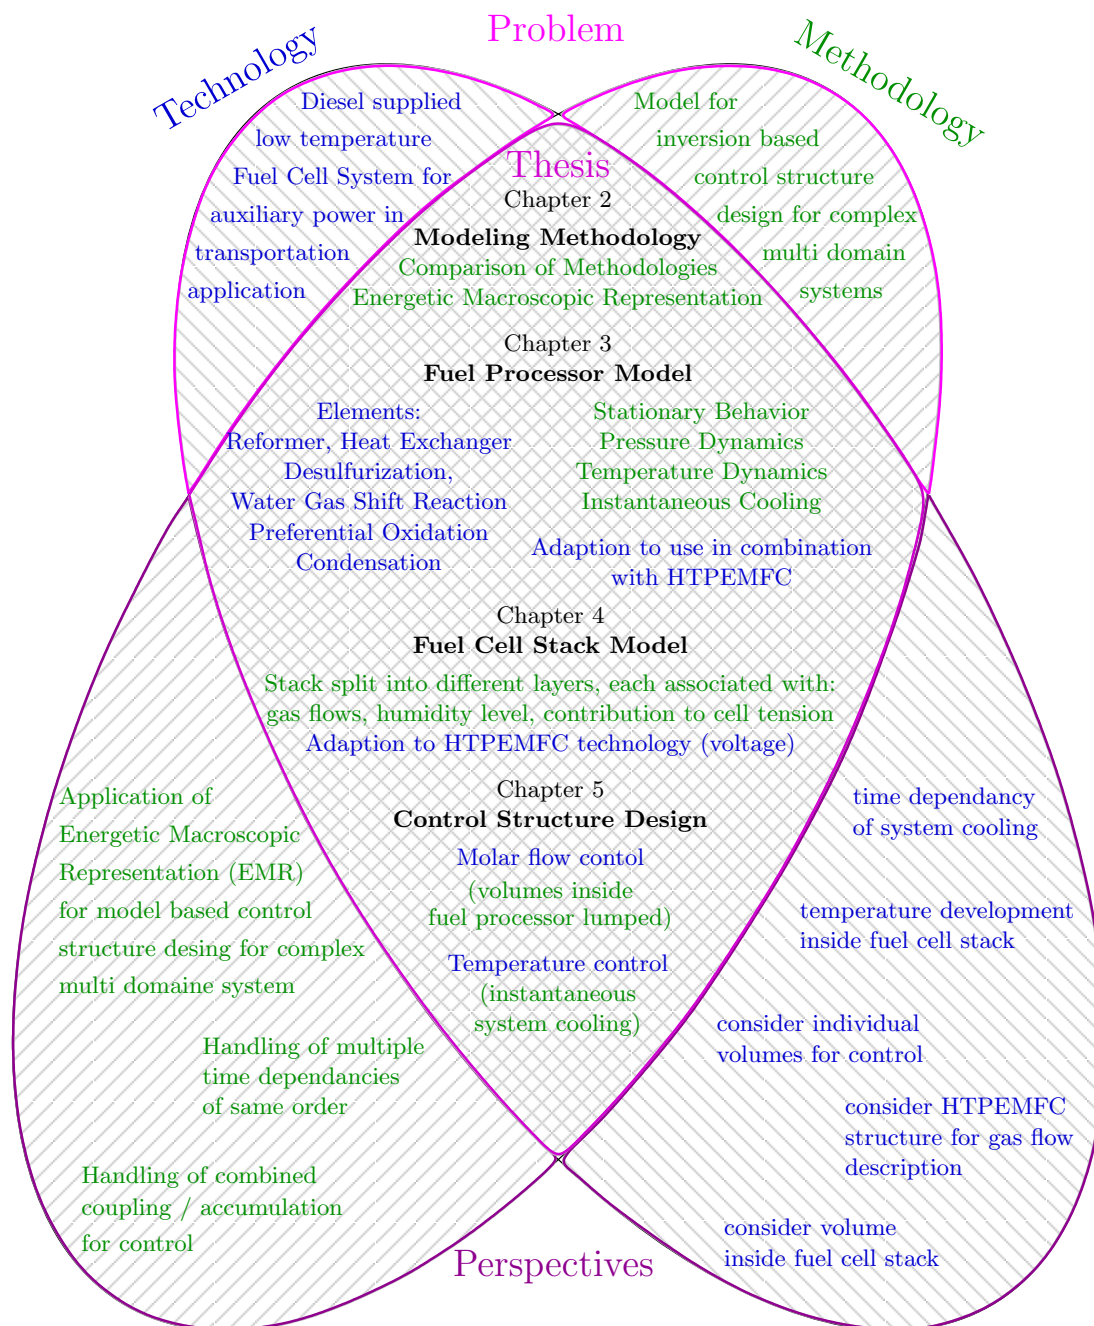 Problem
Technology
Methodology
Diesel supplied
low temperature
Fuel Cell System for
auxiliary power in
transportation
application
Model for
inversion based
control structure
design for complex
multi domain
systems
Thesis
Chapter 2
Modeling Methodology
Comparison of Methodologies
Energetic Macroscopic Representation
Chapter 3
Fuel Processor Model
Elements:
Reformer, Heat Exchanger
Desulfurization,
Water Gas Shift Reaction
Preferential Oxidation
Condensation
Stationary Behavior
Pressure Dynamics
Temperature Dynamics
Instantaneous Cooling
Adaption to use in combination
with HTPEMFC
Chapter 4
Fuel Cell Stack Model
Stack split into different layers, each associated with:
gas flows, humidity level, contribution to cell tension
Adaption to HTPEMFC technology (voltage)
Chapter 5
Control Structure Design
Molar flow contol
(volumes inside
fuel processor lumped)
Temperature control
(instantaneous
system cooling)
Application of
Energetic Macroscopic
Representation (EMR)
for model based control
structure desing for complex
multi domaine system
Handling of multiple
time dependancies
of same order
Handling of combined
coupling / accumulation
for control
time dependancy
of system cooling
temperature development
inside fuel cell stack
consider individual
volumes for control
consider HTPEMFC
structure for gas flow
description
consider volume
inside fuel cell stack
Perspectives